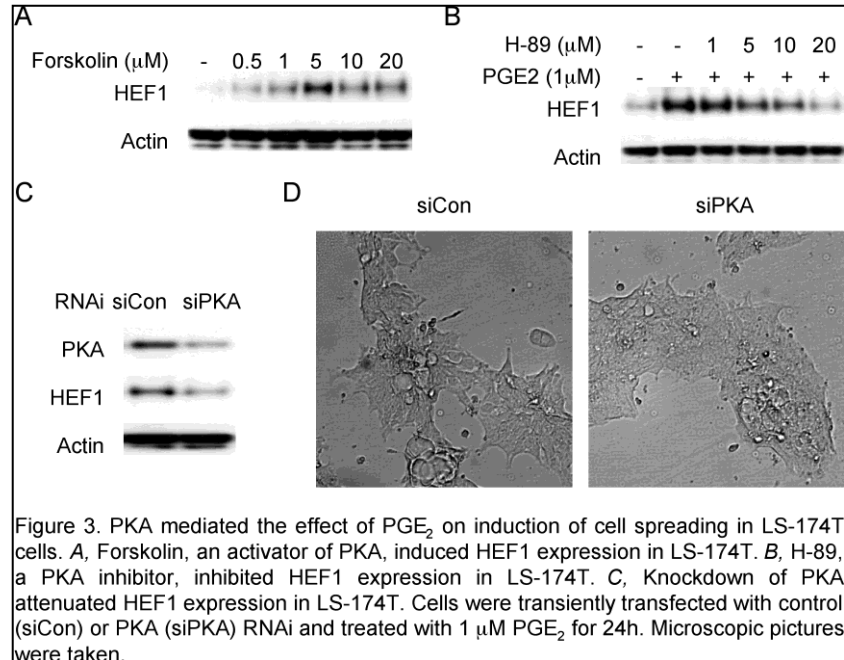 A
Forskolin (μM) - 0.5 1 5 10 20
HEF1
Actin
B
H-89 (μM) - - 1 5 10 20
PGE2 (1μM) - + + + + +
HEF1
Actin
C
RNAi siCon siPKA
PKA
HEF1
Actin
D
siCon siPKA
Figure 3. PKA mediated the effect of PGE2 on induction of cell spreading in LS-174T
cells. A, Forskolin, an activator of PKA, induced HEF1 expression in LS-174T. B, H-89,
a PKA inhibitor, inhibited HEF1 expression in LS-174T. C, Knockdown of PKA
attenuated HEF1 expression in LS-174T. Cells were transiently transfected with control
(siCon) or PKA (siPKA) RNAi and treated with 1 μM PGE2 for 24h. Microscopic pictures
were taken.